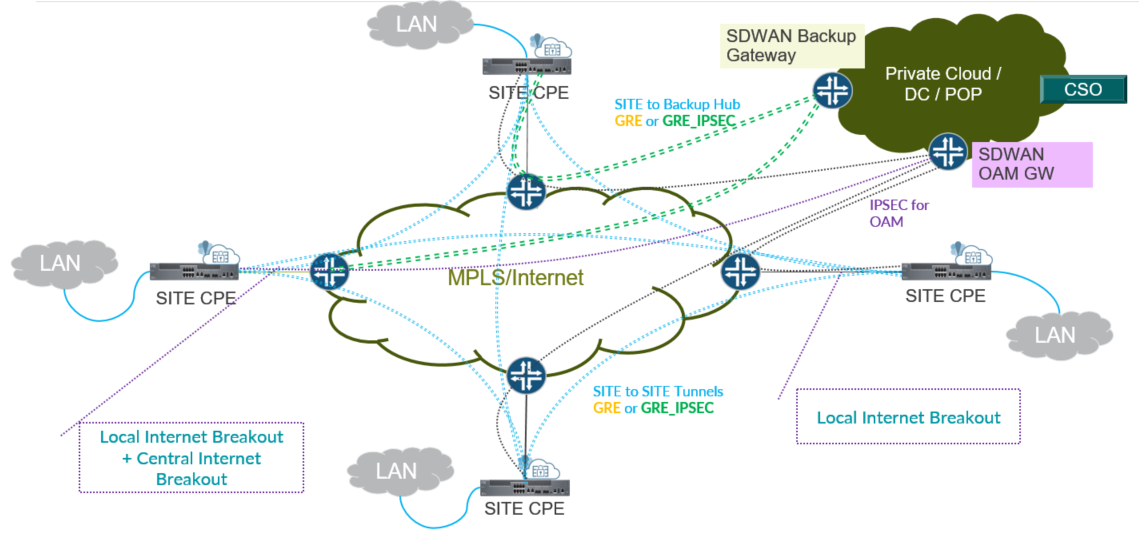 LAN
SITE CPE
SDWAN Backup
Gateway
Private Cloud /
DC / POP
CSO
SITE to Backup Hub
GRE or GRE_IPSEC
SDWAN
OAM GW
IPSEC for
OAM
LAN
SITE CPE
MPLS/Internet
SITE CPE
LAN
SITE to SITE Tunnels
GRE or GRE_IPSEC
Local Internet Breakout
+ Central Internet
Breakout
Local Internet Breakout
LAN
SITE CPE